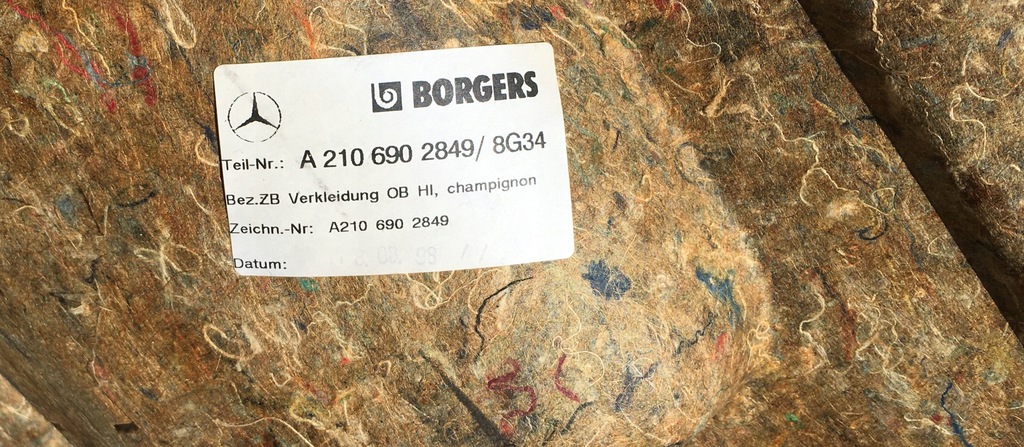 BORGERS
Teil-Nr.: A 210 690 2849/ 8G34
Bez.ZB Verkleidung OB HI, champignon
Zeichn.-Nr: A210 690 2849
Datum: